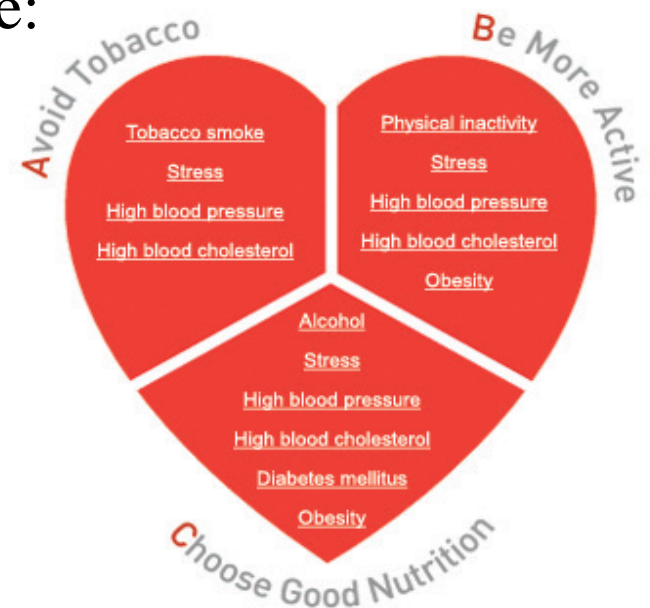 e:
Avoid Tobacco
Tobacco smoke
Stress
High blood pressure
High blood cholesterol
Be More Active
Physical inactivity
Stress
High blood pressure
High blood cholesterol
Obesity
Alcohol
Stress
High blood pressure
High blood cholesterol
Diabetes mellitus
Obesity
Choose Good Nutrition